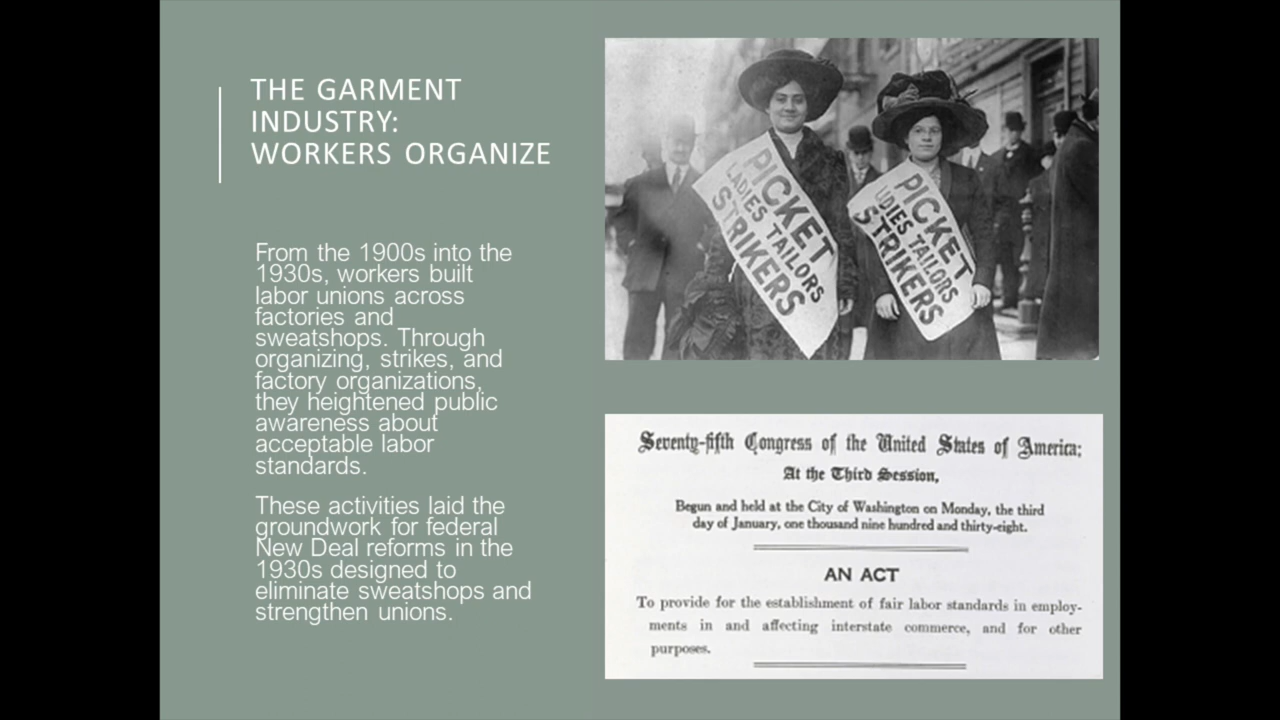 THE GARMENT
INDUSTRY:
WORKERS ORGANIZE
From the 1900s into the
1930s, workers built
labor unions across
factories and
sweatshops. Through
organizing, strikes, and
factory organizations,
they heightened public
awareness about
acceptable labor
standards.
These activities laid the
groundwork for federal
New Deal reforms in the
1930s designed to
eliminate sweatshops and
strengthen unions.
PICKET
LADIES TAILORS
STRIKERS
PICKET
UDIES TAILORS
STRIKERS
Seventy-fifth Congress of the United States of America;
At the Third Session,
Begun and held at the City of Washington on Monday, the third
day of January, one thousand nine hundred and thirty-eight.
AN ACT
To provide for the establishment of fair labor standards in employ-
ments in and affecting interstate commerce, and for other
purposes.